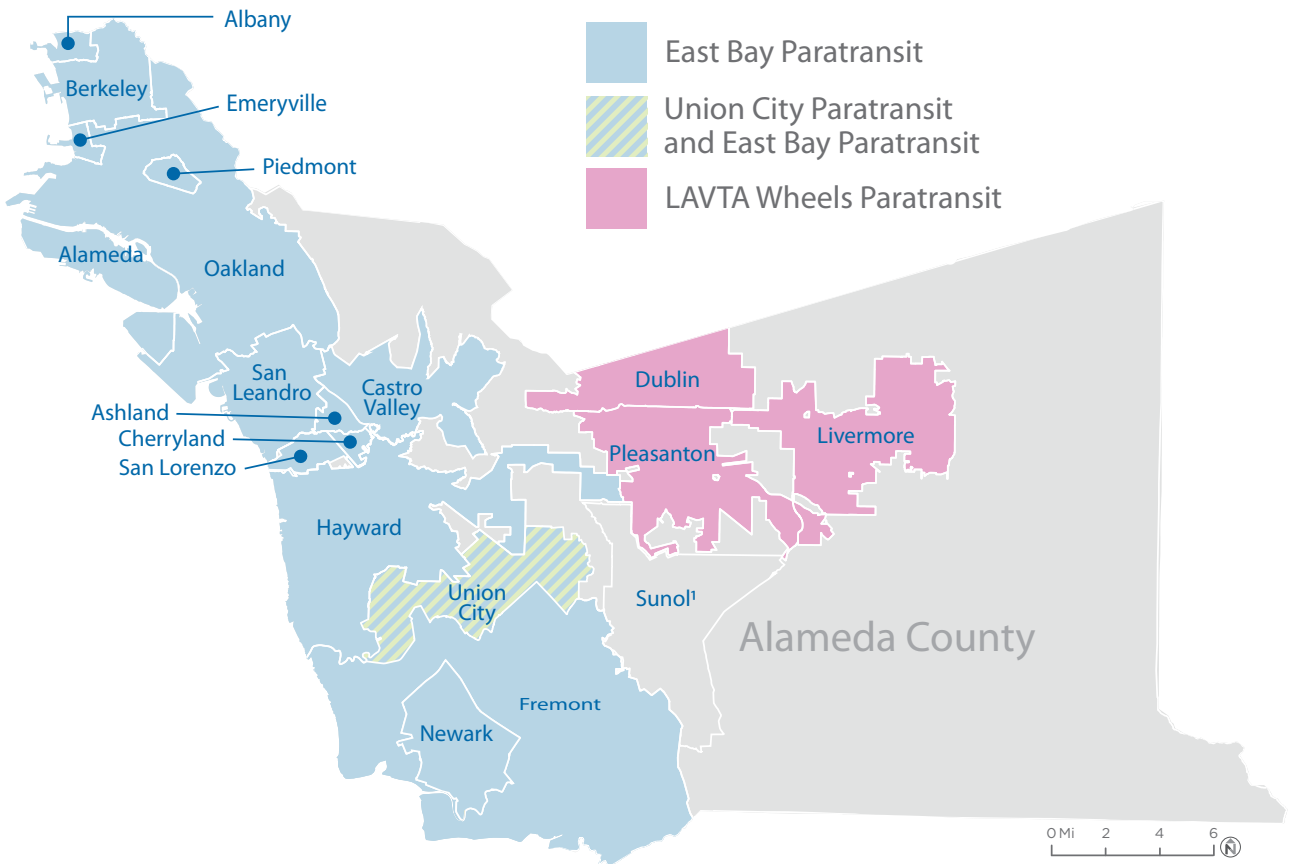 Albany
Berkeley
Emeryville
Piedmont
Alameda
Oakland
San
Leandro
Castro
Valley
Ashland
Cherryland
San Lorenzo
Hayward
Union
City
Fremont
Newark
East Bay Paratransit
Union City Paratransit
and East Bay Paratransit
LAVTA Wheels Paratransit
Dublin
Pleasanton
Livermore
Sunol¹
Alameda County
0 Mi 2 4 6
N